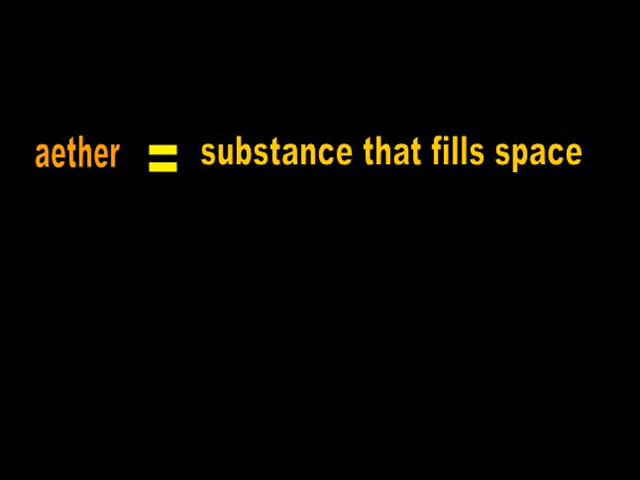 aether = substance that fills space